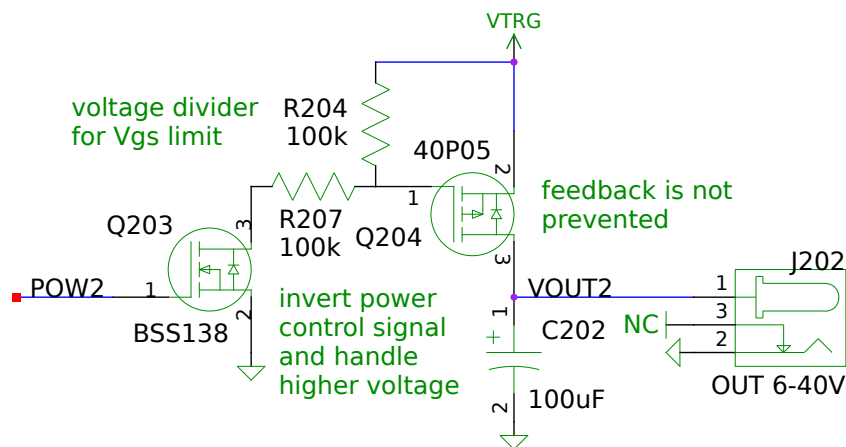 VTRG
voltage divider
for Vgs limit
R204
100k
40P05
2
1
feedback is not
prevented
Q203
3
R207
100k
Q204
3
J202
POW2
1
2
BSS138
invert power
control signal
and handle
higher voltage
VOUT2
1
+
C202
100uF
2
1
3
NC
2
OUT 6-40V